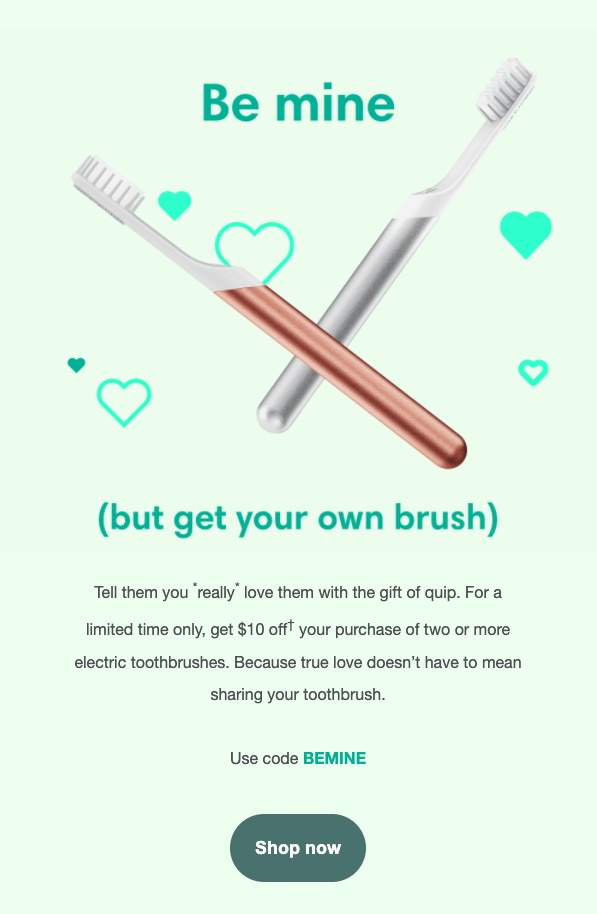 Be mine
(but get your own brush)
Tell them you *really* love them with the gift of quip. For a
limited time only, get $10 off† your purchase of two or more
electric toothbrushes. Because true love doesn’t have to mean
sharing your toothbrush.
Use code BEMINE
Shop now